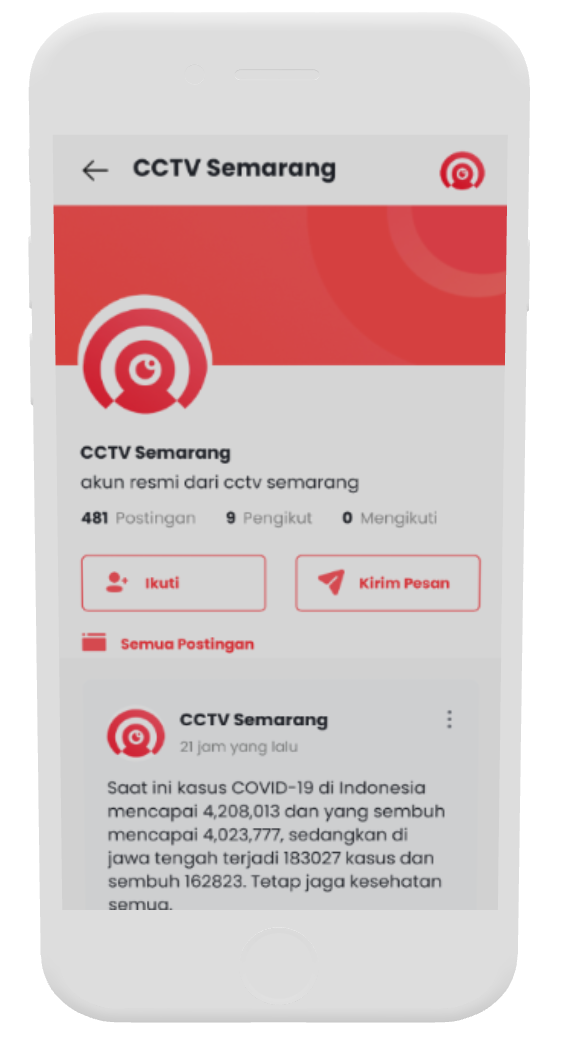 CCTV Semarang
CCTV Semarang
akun resmi dari cctv semarang
481 Postingan 9 Pengikut 0 Mengikuti
Ikuti Kirim Pesan
Semua Postingan
CCTV Semarang
21 jam yang lalu
Saat ini kasus COVID-19 di Indonesia
mencapai 4,208,013 dan yang sembuh
mencapai 4,023,777, sedangkan di
jawa tengah terjadi 183027 kasus dan
sembuh 162823. Tetap jaga kesehatan
semua.